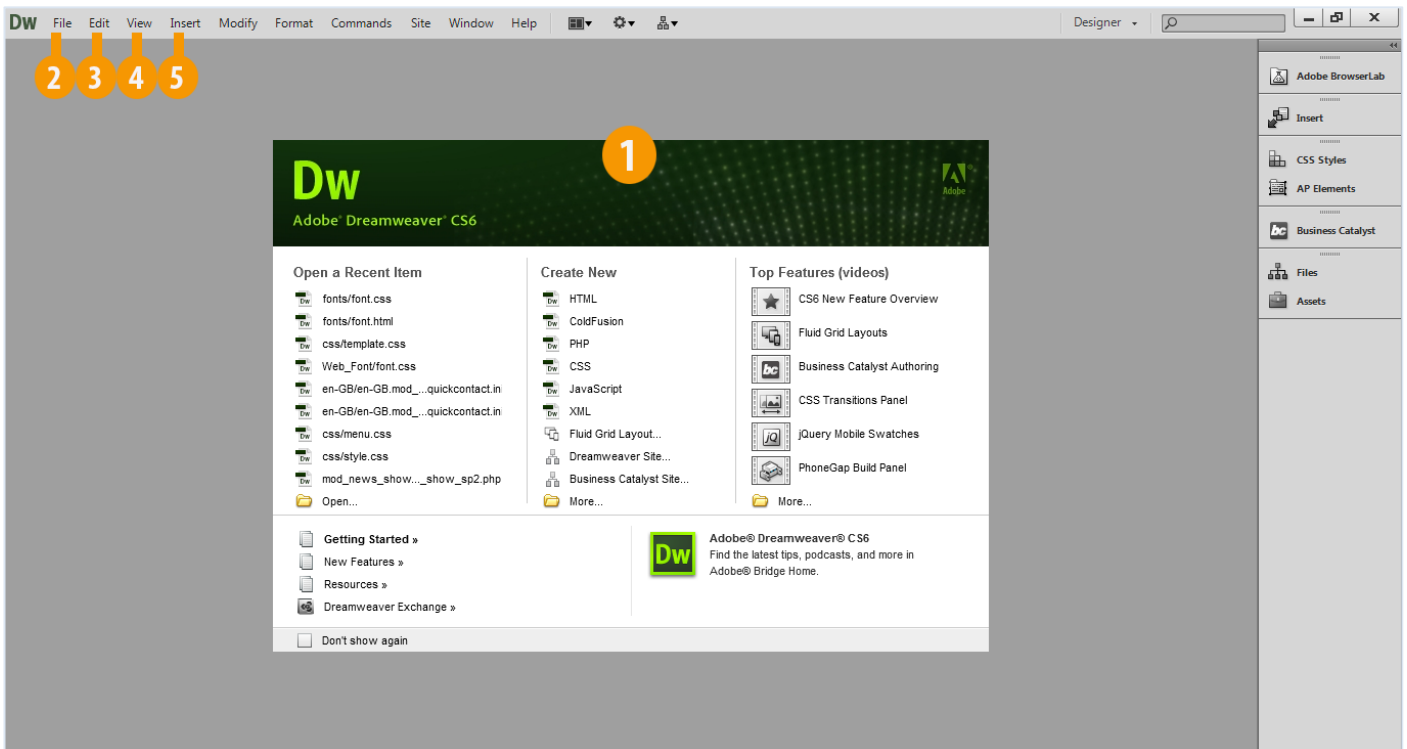 DW File Edit View Insert Modify Format Commands Site Window Help Designer
2 3 4 5
1
Dw
Adobe® Dreamweaver® CS6
Adobe
Open a Recent Item
fonts/font.css
fonts/font.html
css/template.css
Web_Font/font.css
en-GB/en-GB.mod_...quickcontact.in
en-GB/en-GB.mod_...quickcontact.in
css/menu.css
css/style.css
mod_news_show..._show_sp2.php
Open...
Create New
HTML
ColdFusion
PHP
CSS
JavaScript
XML
Fluid Grid Layout...
Dreamweaver Site...
Business Catalyst Site...
More...
Top Features (videos)
CS6 New Feature Overview
Fluid Grid Layouts
bc Business Catalyst Authoring
CSS Transitions Panel
jQ jQuery Mobile Swatches
PhoneGap Build Panel
More...
Getting Started »
New Features »
Resources »
Dreamweaver Exchange »
Dw
Adobe® Dreamweaver® CS6
Find the latest tips, podcasts, and more in
Adobe® Bridge Home.
Don't show again
Adobe BrowserLab
Insert
CSS Styles
AP Elements
bc Business Catalyst
Files
Assets